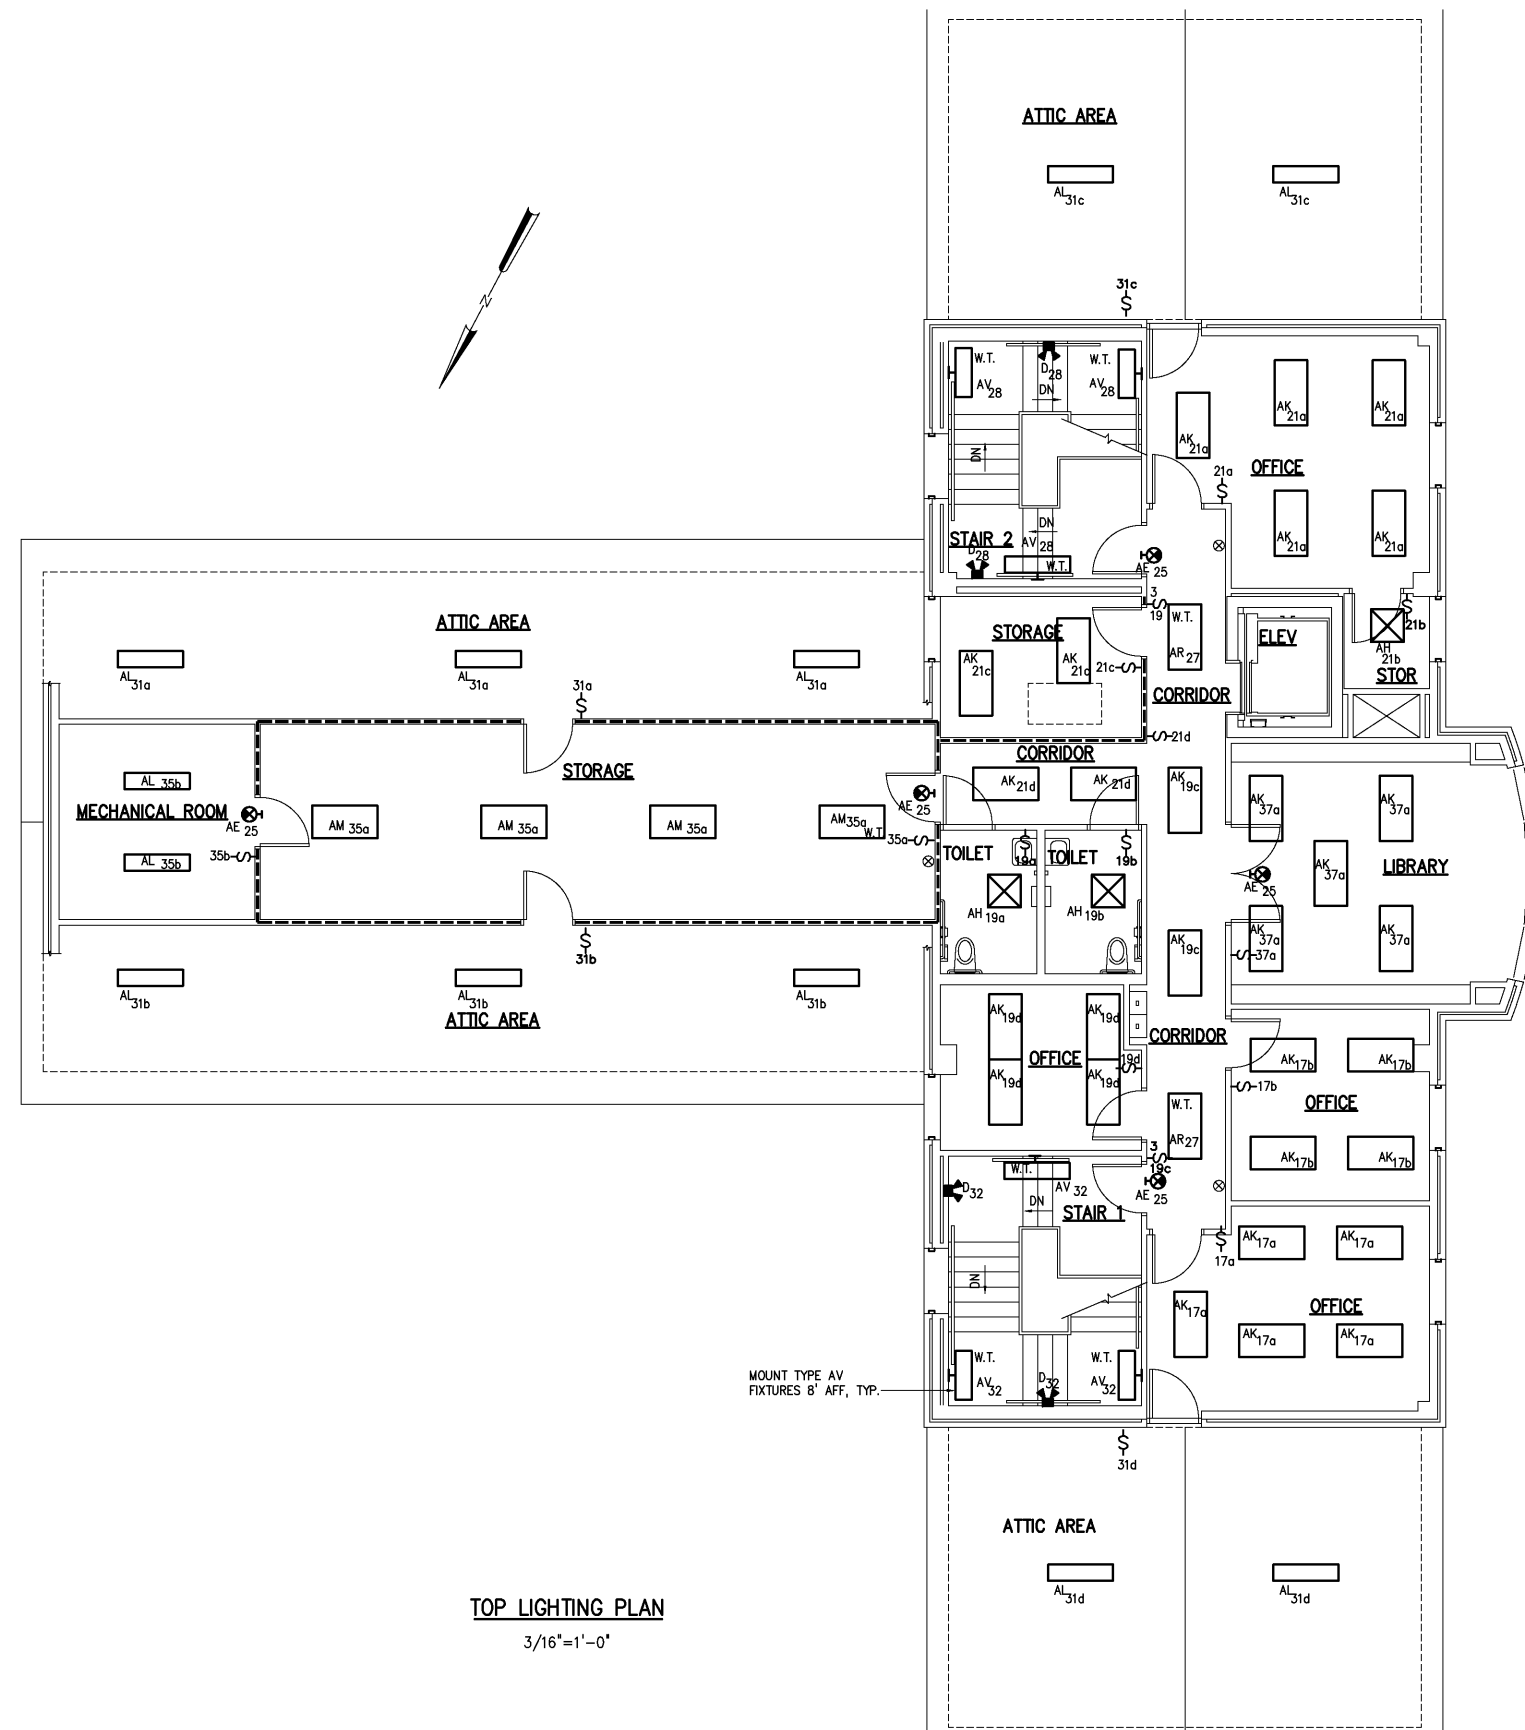 ATTIC AREA
AL 31c
AL 31c
31c
S
N
W.T.
AV 28
D 28
DN
W.T.
AV 28
AK 21a
AK 21a
AK 21a
OFFICE
21a
S
AK 21a
AK 21a
DN
DN
STAIR 2
AV 28
W.T.
D 28
AE 25
3
S
19
W.T.
AR 27
STORAGE
AK 21c
AK 21c
21c S
ELEV
S
21b
AH 21b
STOR
CORRIDOR
S 21d
ATTIC AREA
AL 31a
AL 31a
AL 31a
31a
S
STORAGE
CORRIDOR
AK 21d
AK 21d
AK 19c
AL 35b
MECHANICAL ROOM
AE 25
AL 35b
35b S
AM 35a
AM 35a
AM 35a
AM 35a
W.T.
35a S
AE 25
TOILET
S
19a
TOILET
S
19b
AH 19a
AH 19b
AK 37a
AK 37a
AK 37a
LIBRARY
AE 25
AK 37a
AK 37a
S 37a
AK 19c
S
31b
AL 31b
AL 31b
AL 31b
ATTIC AREA
AK 19d
AK 19d
OFFICE
AK 19d
AK 19d
19d
S
CORRIDOR
AK 17b
AK 17b
S 17b
OFFICE
AK 17b
AK 17b
W.T.
AR 27
3
S
19c
AE 25
W.T.
AV 32
D 32
DN
STAIR 1
DN
S
17a
AK 17a
AK 17a
AK 17a
OFFICE
AK 17a
AK 17a
W.T.
AV 32
D 32
W.T.
AV 32
MOUNT TYPE AV
FIXTURES 8' AFF, TYP.
S
31d
ATTIC AREA
AL 31d
AL 31d
TOP LIGHTING PLAN
3/16"=1'-0"